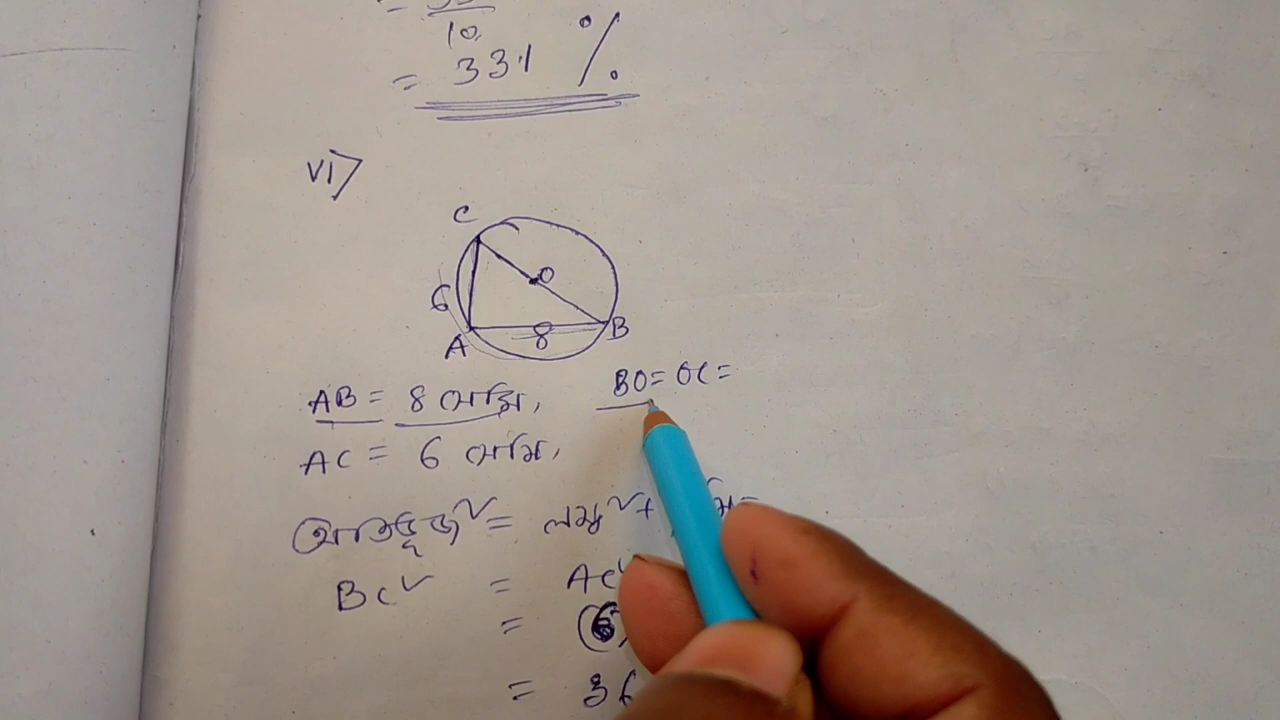 =
10
= 33.1 %
vi>
C
O
6
8
A
B
AB = 8 সেমি, BO = OC =
AC = 6 সেমি,
অতিভূজ² = লম্ব² +
BC² = AC²
= (6
= 36